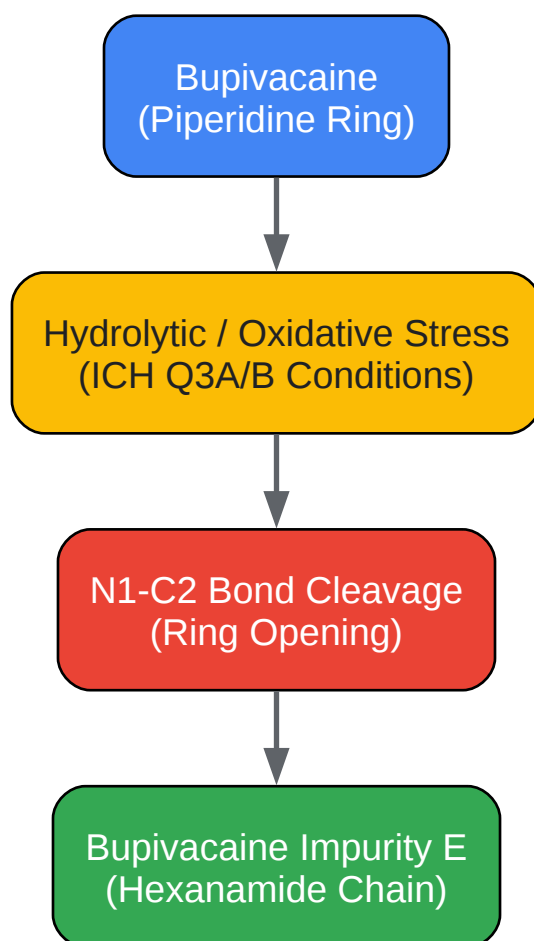 Bupivacaine
(Piperidine Ring)
Hydrolytic / Oxidative Stress
(ICH Q3A/B Conditions)
N1-C2 Bond Cleavage
(Ring Opening)
Bupivacaine Impurity E
(Hexanamide Chain)